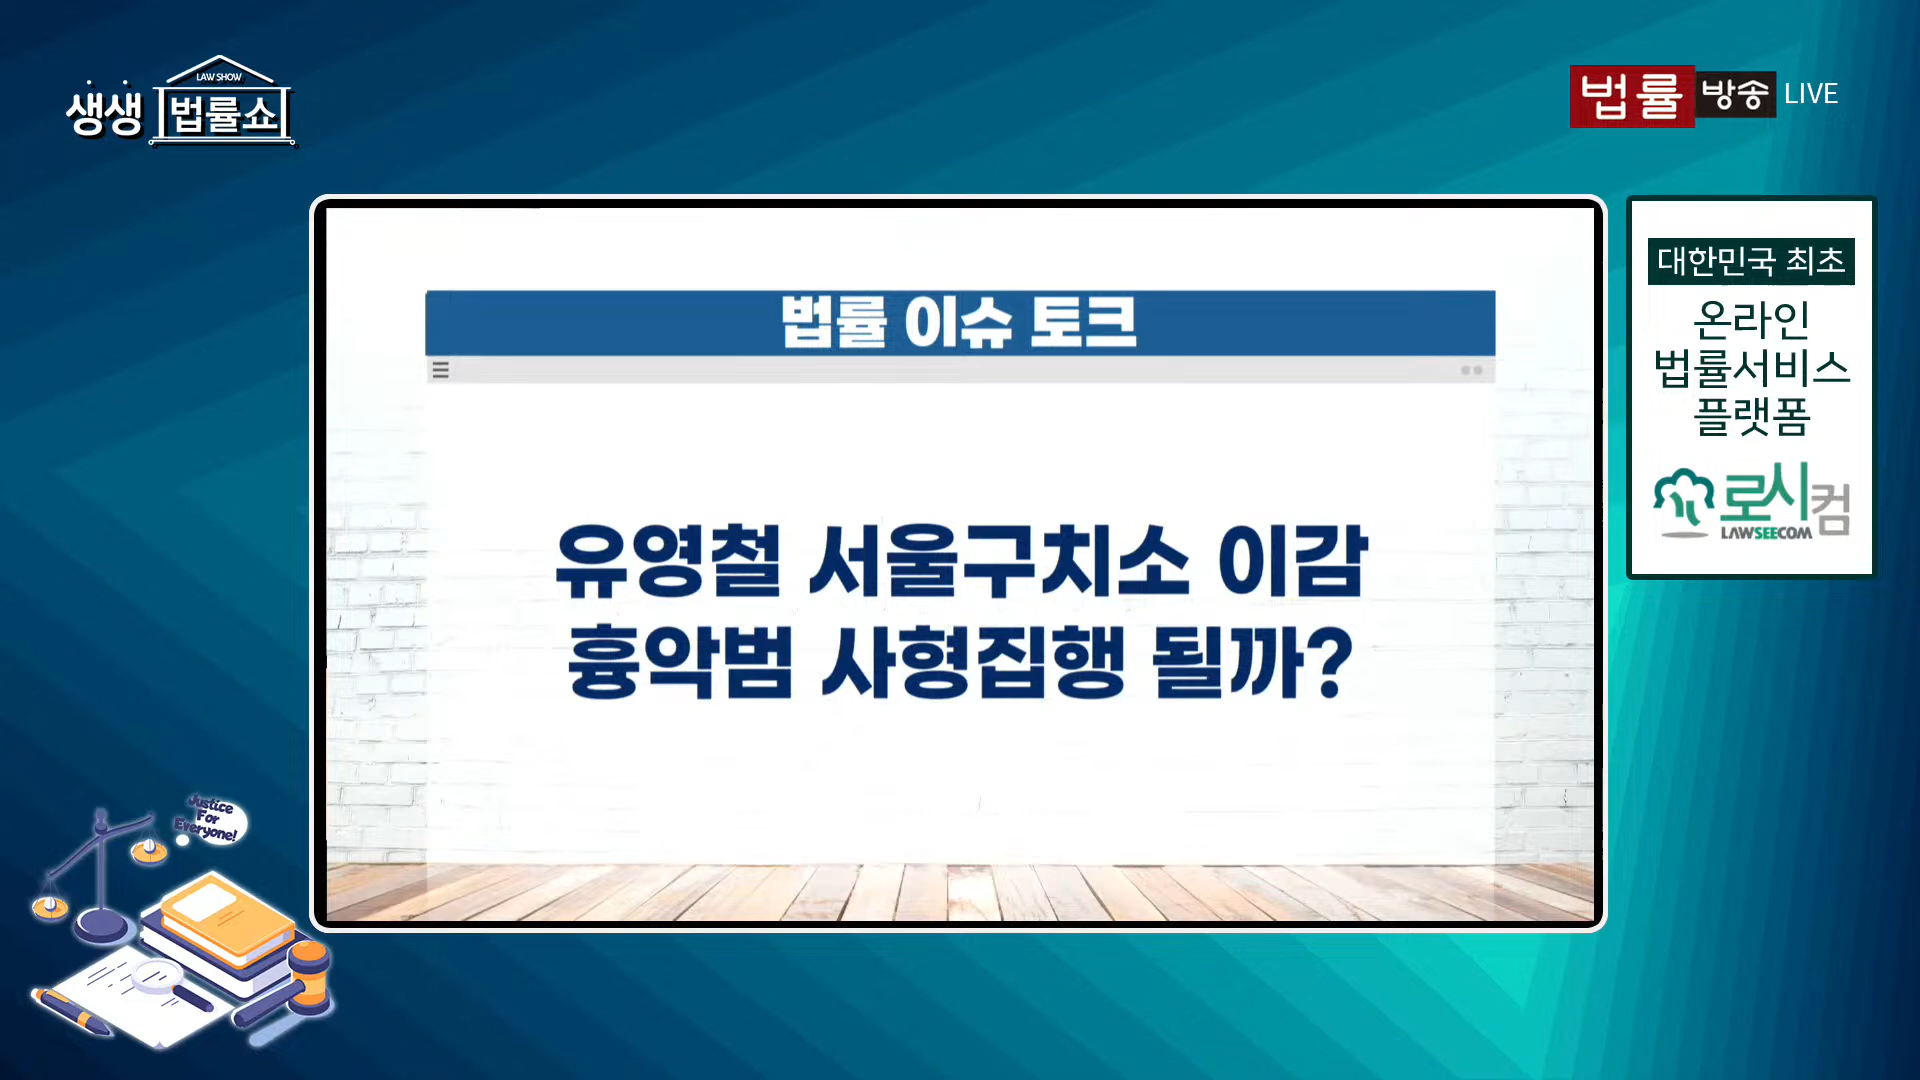 LAW SHOW
생생 법률쇼
법률방송 LIVE
법률 이슈 토크
유영철 서울구치소 이감
흉악범 사형집행 될까?
대한민국 최초
온라인
법률서비스
플랫폼
로시컴
LAWSEECOM
Justice
For
Everyone!